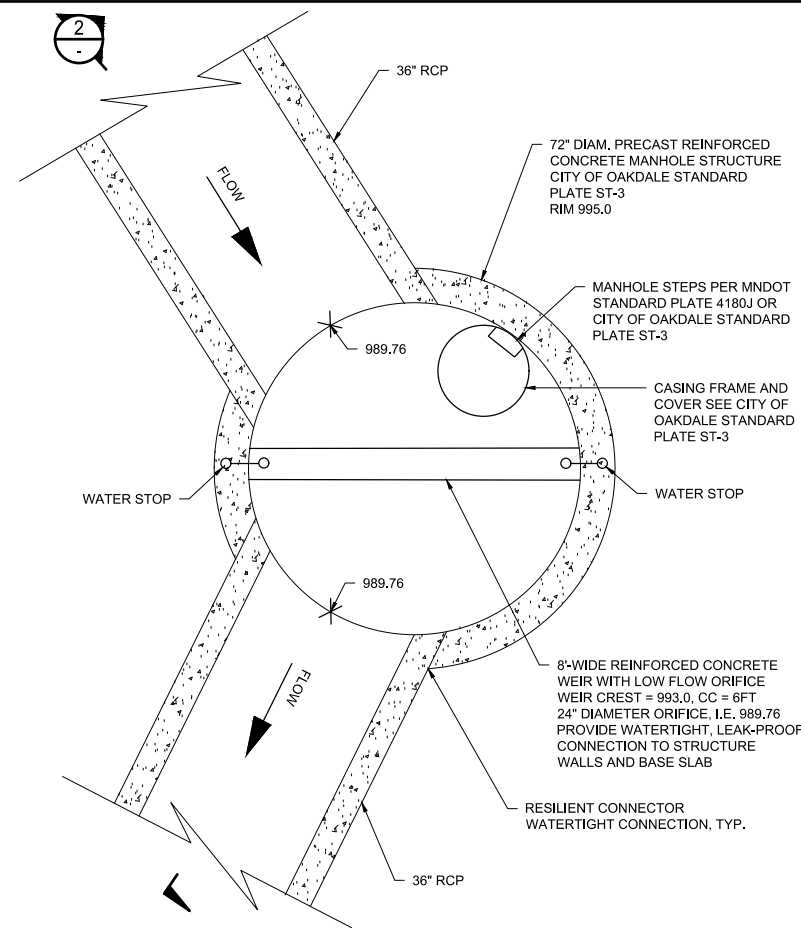 2
-
36" RCP
72" DIAM. PRECAST REINFORCED
CONCRETE MANHOLE STRUCTURE
CITY OF OAKDALE STANDARD
PLATE ST-3
RIM 995.0
FLOW
MANHOLE STEPS PER MNDOT
STANDARD PLATE 4180J OR
CITY OF OAKDALE STANDARD
PLATE ST-3
989.76
CASING FRAME AND
COVER SEE CITY OF
OAKDALE STANDARD
PLATE ST-3
WATER STOP
WATER STOP
989.76
8'-WIDE REINFORCED CONCRETE
WEIR WITH LOW FLOW ORIFICE
WEIR CREST = 993.0, CC = 6FT
24" DIAMETER ORIFICE, I.E. 989.76
PROVIDE WATERTIGHT, LEAK-PROOF
CONNECTION TO STRUCTURE
WALLS AND BASE SLAB
FLOW
RESILIENT CONNECTOR
WATERTIGHT CONNECTION, TYP.
36" RCP